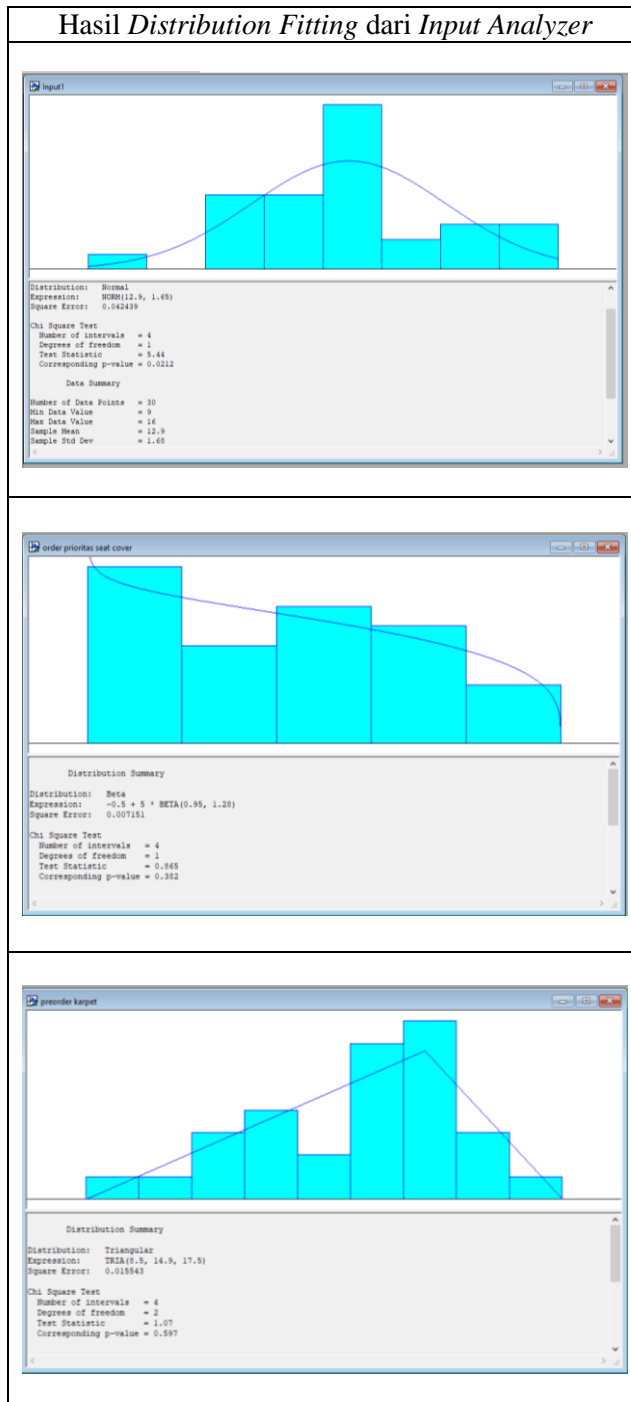 Hasil Distribution Fitting dari Input Analyzer
Input1
Distribution: Normal
Expression: NORM(12.9, 1.65)
Square Error: 0.042439
Chi Square Test
Number of intervals = 4
Degrees of freedom = 1
Test Statistic = 5.44
Corresponding p-value = 0.0212
Data Summary
Number of Data Points = 30
Min Data Value = 9
Max Data Value = 16
Sample Mean = 12.9
Sample Std Dev = 1.68
order prioritas seat cover
Distribution Summary
Distribution: Beta
Expression: -0.5 + 5 * BETA(0.95, 1.28)
Square Error: 0.007151
Chi Square Test
Number of intervals = 4
Degrees of freedom = 1
Test Statistic = 0.865
Corresponding p-value = 0.382
preorder karpet
Distribution Summary
Distribution: Triangular
Expression: TRIA(8.5, 14.9, 17.5)
Square Error: 0.015543
Chi Square Test
Number of intervals = 4
Degrees of freedom = 2
Test Statistic = 1.07
Corresponding p-value = 0.597